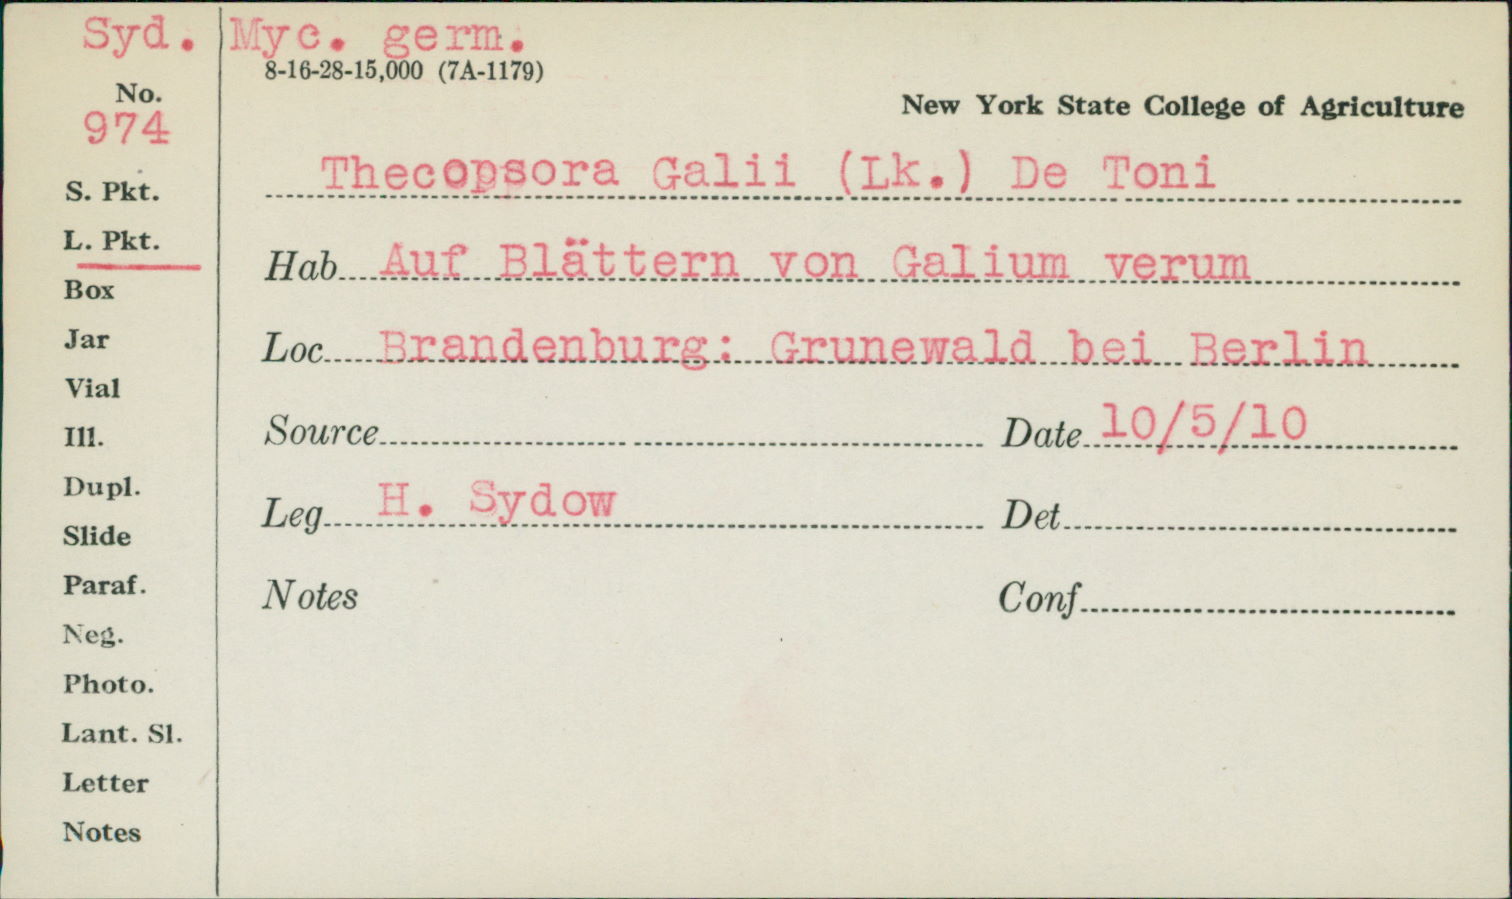 Syd. Myc. germ.
8-16-28-15,000 (7A-1179)
No.
974
New York State College of Agriculture
Thecopsora Galii (Lk.) De Toni
S. Pkt.
L. Pkt.
Hab Auf Blättern von Galium verum
Box
Loc Brandenburg: Grunewald bei Berlin
Jar
Vial
Source Date 10/5/10
Ill.
Dupl.
Leg H. Sydow Det
Slide
Paraf.
Notes Conf
Neg.
Photo.
Lant. Sl.
Letter
Notes